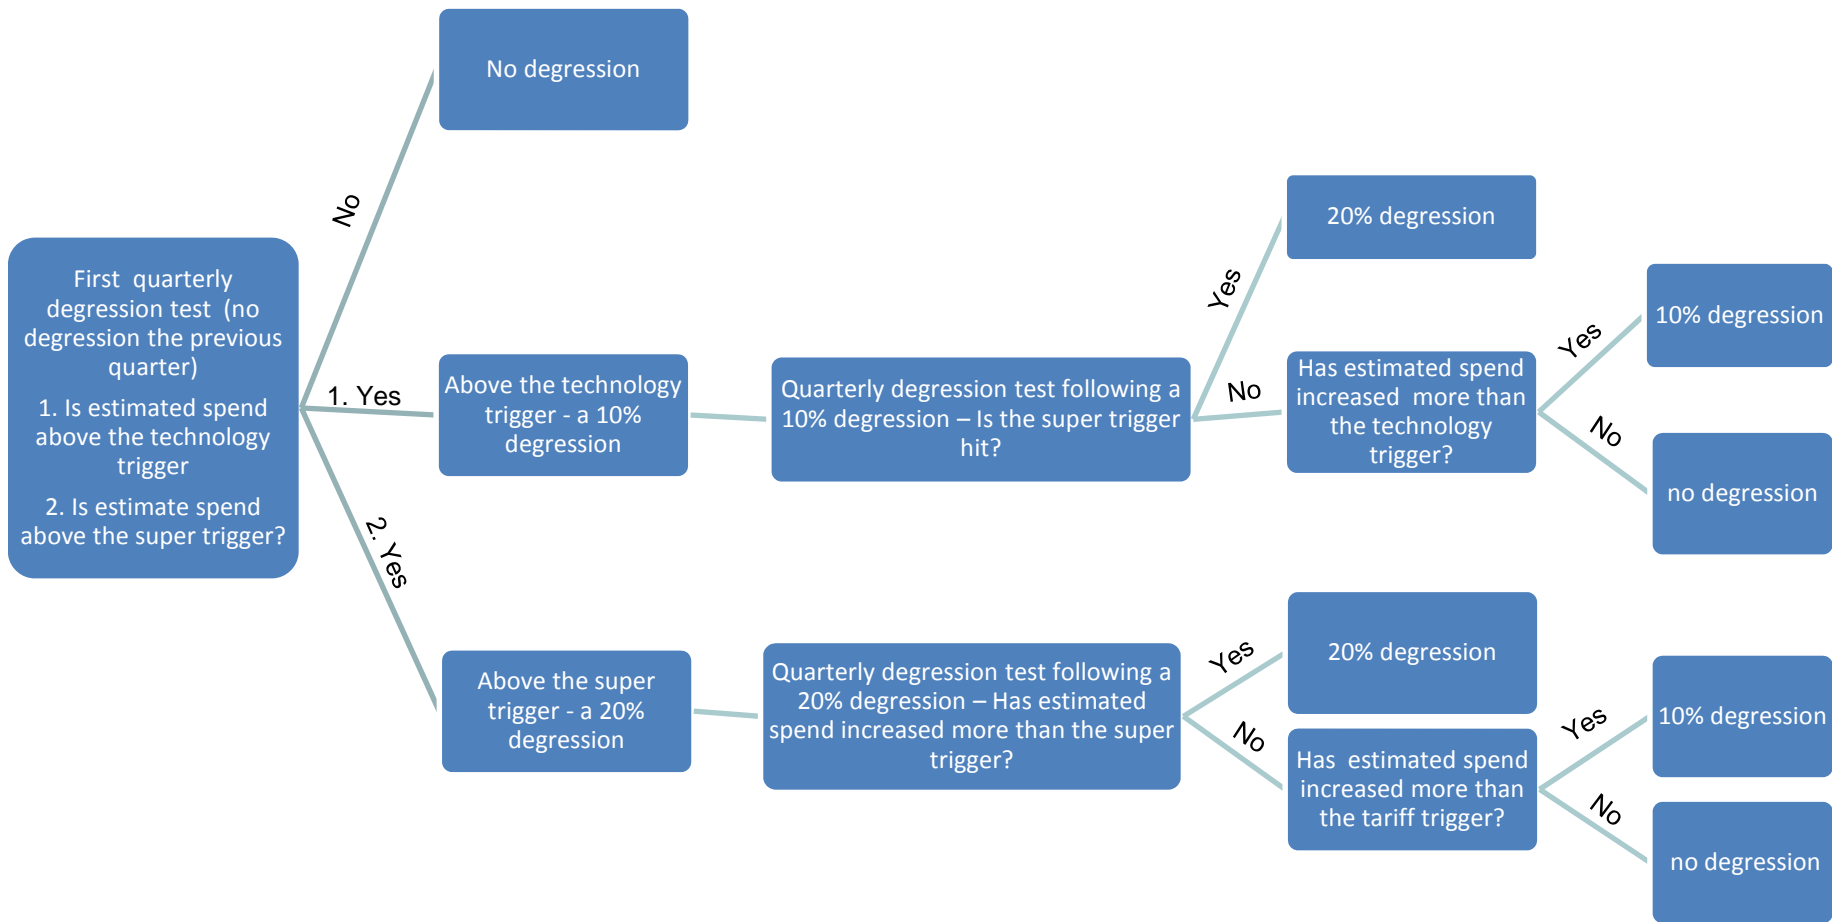 First quarterly
degression test (no
degression the previous
quarter)
1. Is estimated spend
above the technology
trigger
2. Is estimate spend
above the super trigger?
No
1. Yes
2. Yes
No degression
Above the technology
trigger - a 10%
degression
Quarterly degression test following a
10% degression – Is the super trigger
hit?
Yes
No
20% degression
Has estimated spend
increased more than
the technology
trigger?
Yes
No
10% degression
no degression
Above the super
trigger - a 20%
degression
Quarterly degression test following a
20% degression – Has estimated
spend increased more than the super
trigger?
Yes
No
20% degression
Has estimated spend
increased more than
the tariff trigger?
Yes
No
10% degression
no degression